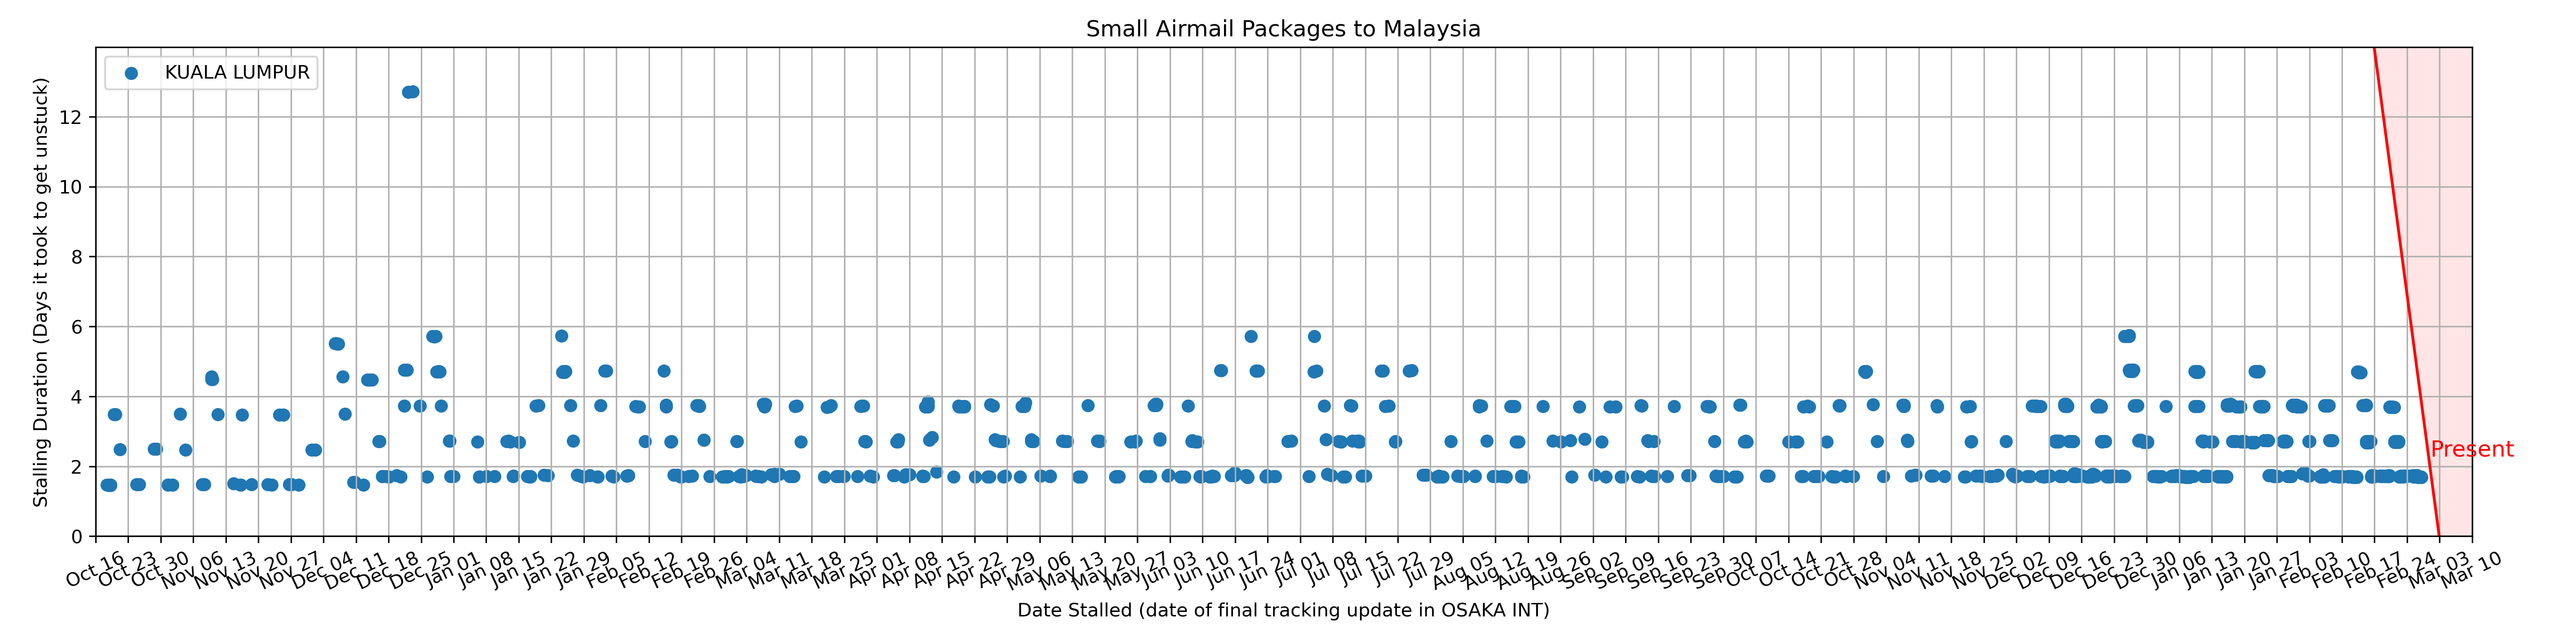 Small Airmail Packages to Malaysia
KUALA LUMPUR
Stalling Duration (Days it took to get unstuck)
12
10
8
6
4
2
0
Present
Oct 16
Oct 23
Oct 30
Nov 06
Nov 13
Nov 20
Nov 27
Dec 04
Dec 11
Dec 18
Dec 25
Jan 01
Jan 08
Jan 15
Jan 22
Jan 29
Feb 05
Feb 12
Feb 19
Feb 26
Mar 04
Mar 11
Mar 18
Mar 25
Apr 01
Apr 08
Apr 15
Apr 22
Apr 29
May 06
May 13
May 20
May 27
Jun 03
Jun 10
Jun 17
Jun 24
Jul 01
Jul 08
Jul 15
Jul 22
Jul 29
Aug 05
Aug 12
Aug 19
Aug 26
Sep 02
Sep 09
Sep 16
Sep 23
Sep 30
Oct 07
Oct 14
Oct 21
Oct 28
Nov 04
Nov 11
Nov 18
Nov 25
Dec 02
Dec 09
Dec 16
Dec 23
Dec 30
Jan 06
Jan 13
Jan 20
Jan 27
Feb 03
Feb 10
Feb 17
Feb 24
Mar 03
Mar 10
Date Stalled (date of final tracking update in OSAKA INT)